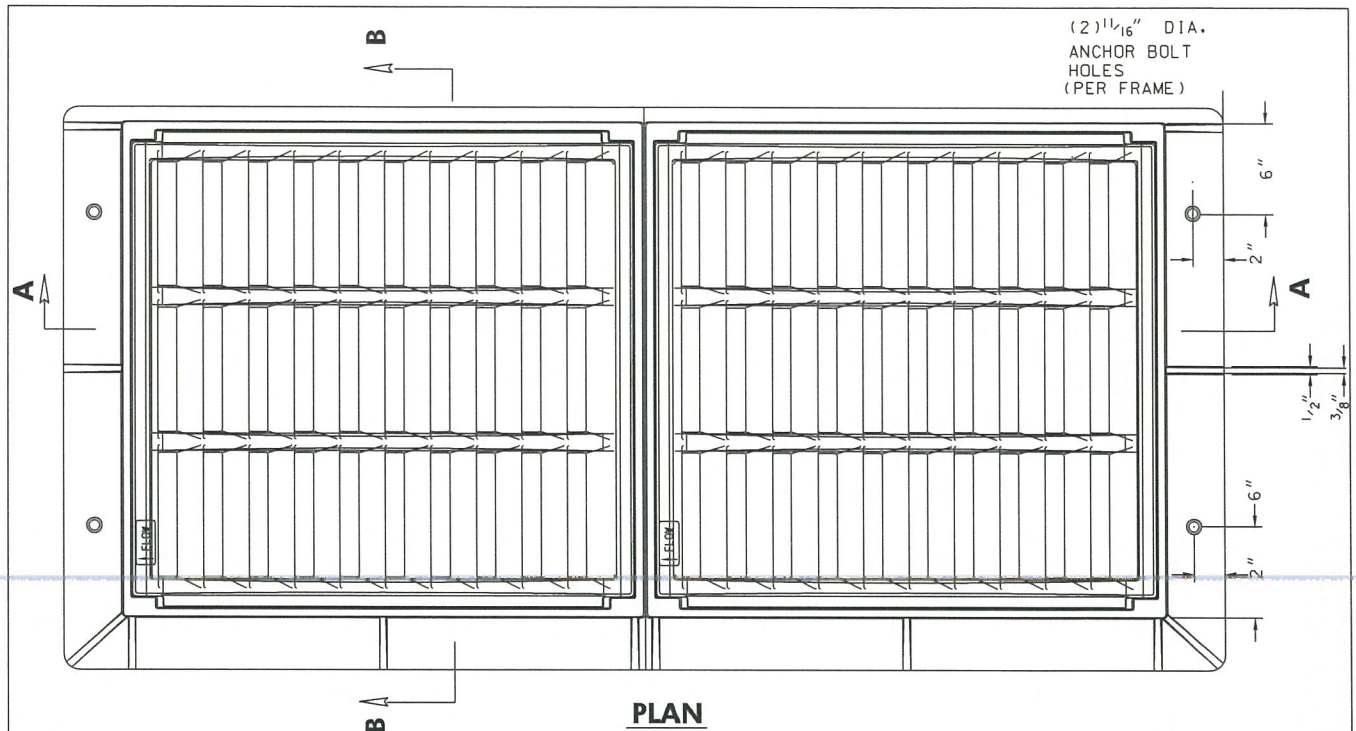 (2) 11/16" DIA.
ANCHOR BOLT
HOLES
(PER FRAME)
B
6"
2"
A
A
1/2"
3/8"
6"
2"
FLOW
FLOW
B
PLAN